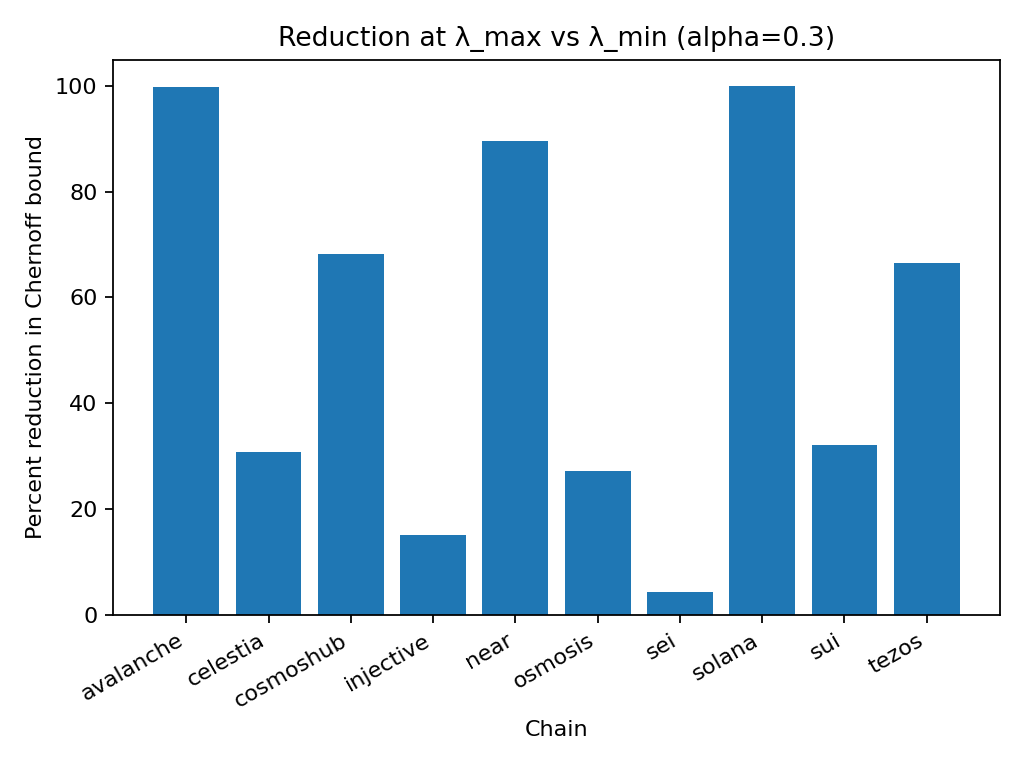 Reduction at λ_max vs λ_min (alpha=0.3)
Percent reduction in Chernoff bound
100
80
60
40
20
0
avalanche
celestia
cosmoshub
injective
near
osmosis
sei
solana
sui
tezos
Chain